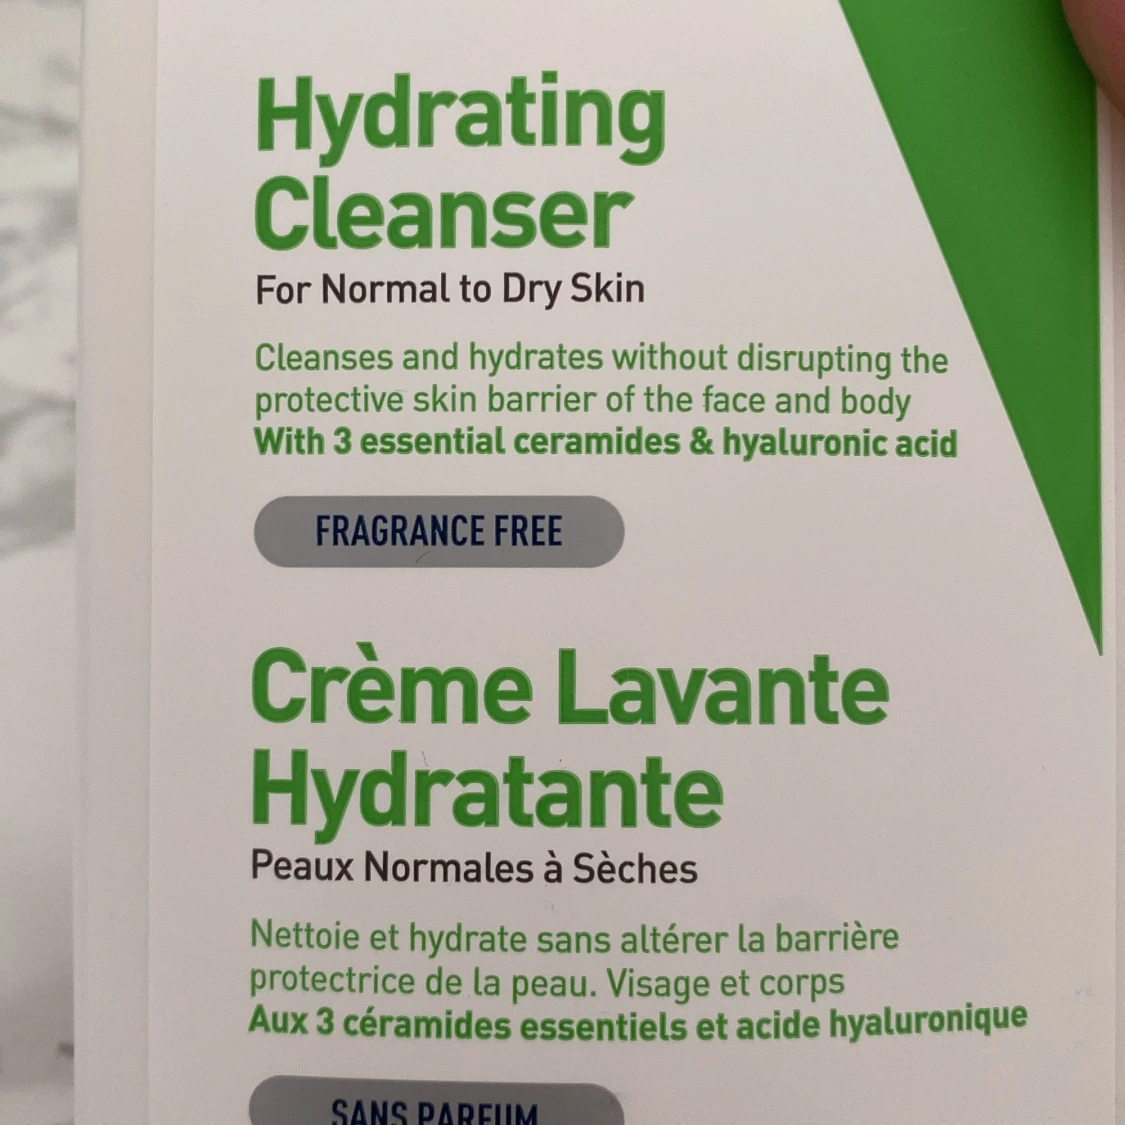 Hydrating
Cleanser
For Normal to Dry Skin
Cleanses and hydrates without disrupting the
protective skin barrier of the face and body
With 3 essential ceramides & hyaluronic acid
FRAGRANCE FREE
Crème Lavante
Hydratante
Peaux Normales à Sèches
Nettoie et hydrate sans altérer la barrière
protectrice de la peau. Visage et corps
Aux 3 céramides essentiels et acide hyaluronique
SANS PARFUM